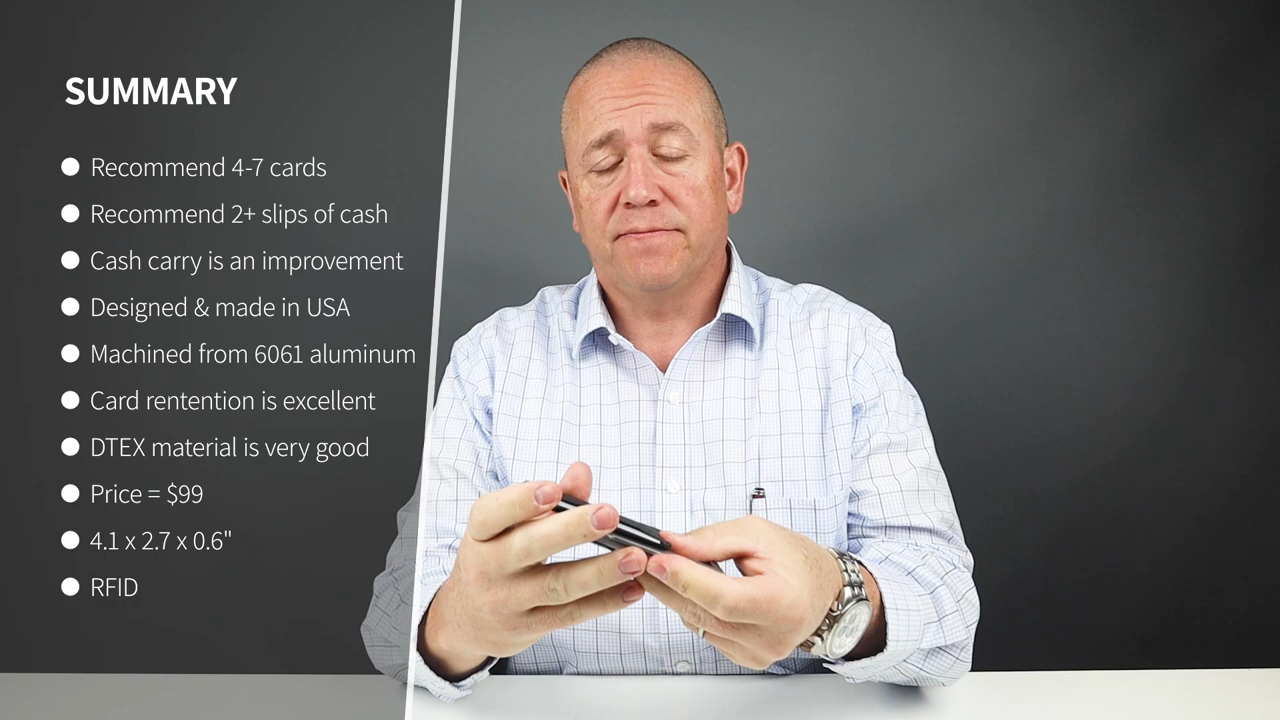 SUMMARY
Recommend 4-7 cards
Recommend 2+ slips of cash
Cash carry is an improvement
Designed & made in USA
Machined from 6061 aluminum
Card rentention is excellent
DTEX material is very good
Price = $99
4.1 x 2.7 x 0.6"
RFID